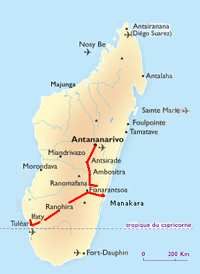 Antsiranana
(Diégo Suarez)
Nosy Be
Antalaha
Majunga
Sainte Marie
Foulpointe
Tamatave
Antananarivo
Miandrivazo
Antsirade
Morondava
Ambositra
Ranomafana
Fianarantsoa
Ranohira
Manakara
Ifaty
Tuléar
tropique du capricorne
Fort-Dauphin
0 200 Km